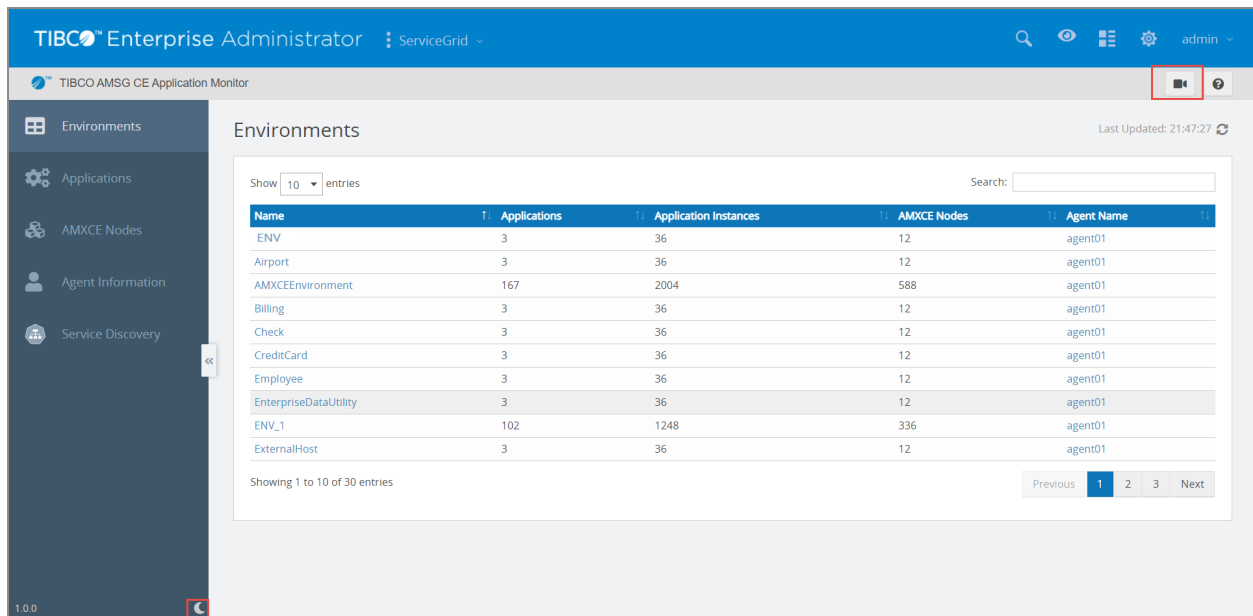 TIBCO™ Enterprise Administrator ServiceGrid admin
TIBCO AMSG CE Application Monitor
Environments
Applications
AMXCE Nodes
Agent Information
Service Discovery
1.0.0
Environments Last Updated: 21:47:27
Show 10 entries Search:
Name Applications Application Instances AMXCE Nodes Agent Name
ENV 3 36 12 agent01
Airport 3 36 12 agent01
AMXCEEnvironment 167 2004 588 agent01
Billing 3 36 12 agent01
Check 3 36 12 agent01
CreditCard 3 36 12 agent01
Employee 3 36 12 agent01
EnterpriseDataUtility 3 36 12 agent01
ENV_1 102 1248 336 agent01
ExternalHost 3 36 12 agent01
Showing 1 to 10 of 30 entries Previous 1 2 3 Next